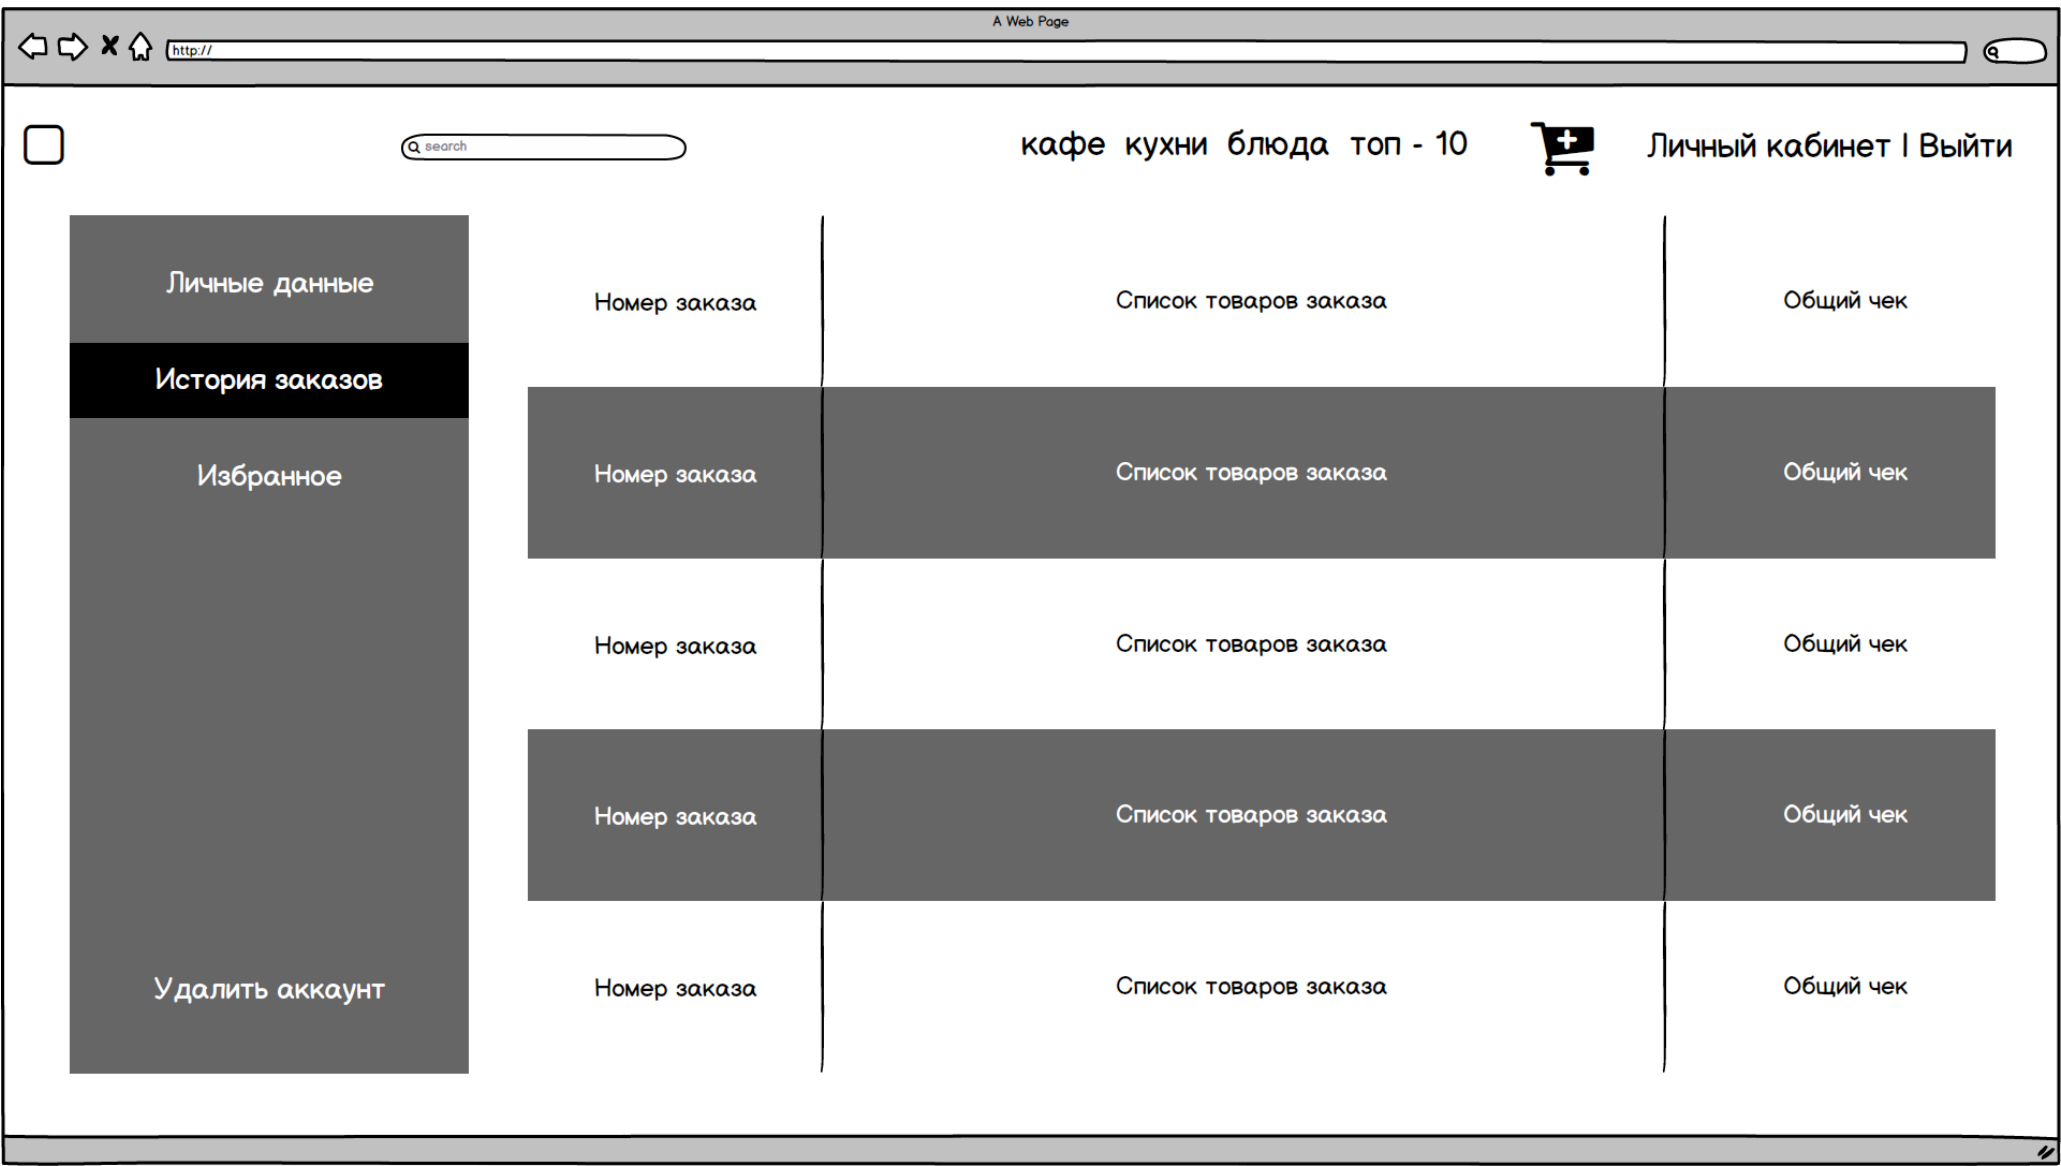 A Web Page
http://
search
кафе кухни блюда топ - 10
Личный кабинет | Выйти
Личные данные
История заказов
Избранное
Удалить аккаунт
Номер заказа Список товаров заказа Общий чек
Номер заказа Список товаров заказа Общий чек
Номер заказа Список товаров заказа Общий чек
Номер заказа Список товаров заказа Общий чек
Номер заказа Список товаров заказа Общий чек